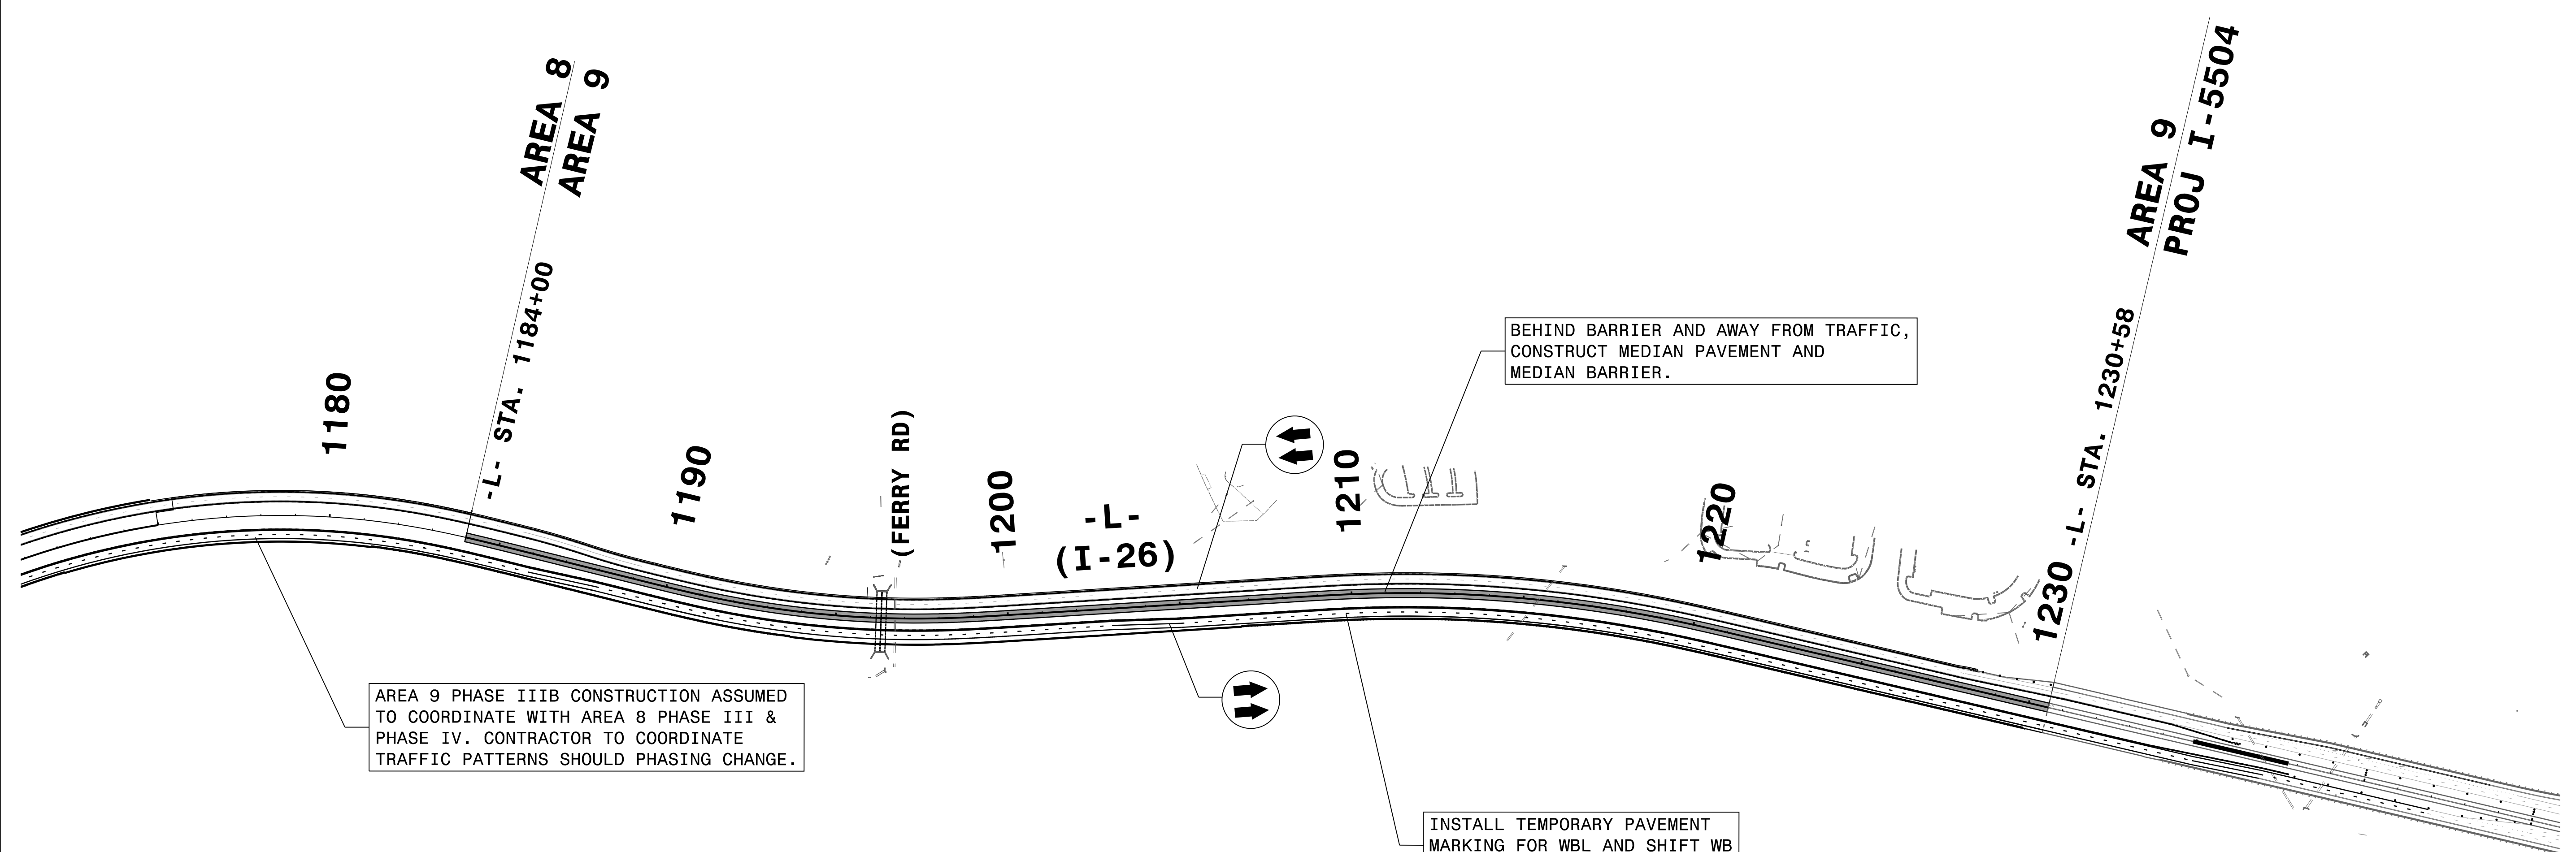 AREA 8
AREA 9
-L- STA. 1184+00
AREA 9
PROJ I-5504
-L- STA. 1230+58
1180
1190
(FERRY RD)
1200
-L-
(I-26)
1210
1220
1230
BEHIND BARRIER AND AWAY FROM TRAFFIC,
CONSTRUCT MEDIAN PAVEMENT AND
MEDIAN BARRIER.
AREA 9 PHASE IIIB CONSTRUCTION ASSUMED
TO COORDINATE WITH AREA 8 PHASE III &
PHASE IV. CONTRACTOR TO COORDINATE
TRAFFIC PATTERNS SHOULD PHASING CHANGE.
INSTALL TEMPORARY PAVEMENT
MARKING FOR WBL AND SHIFT WB